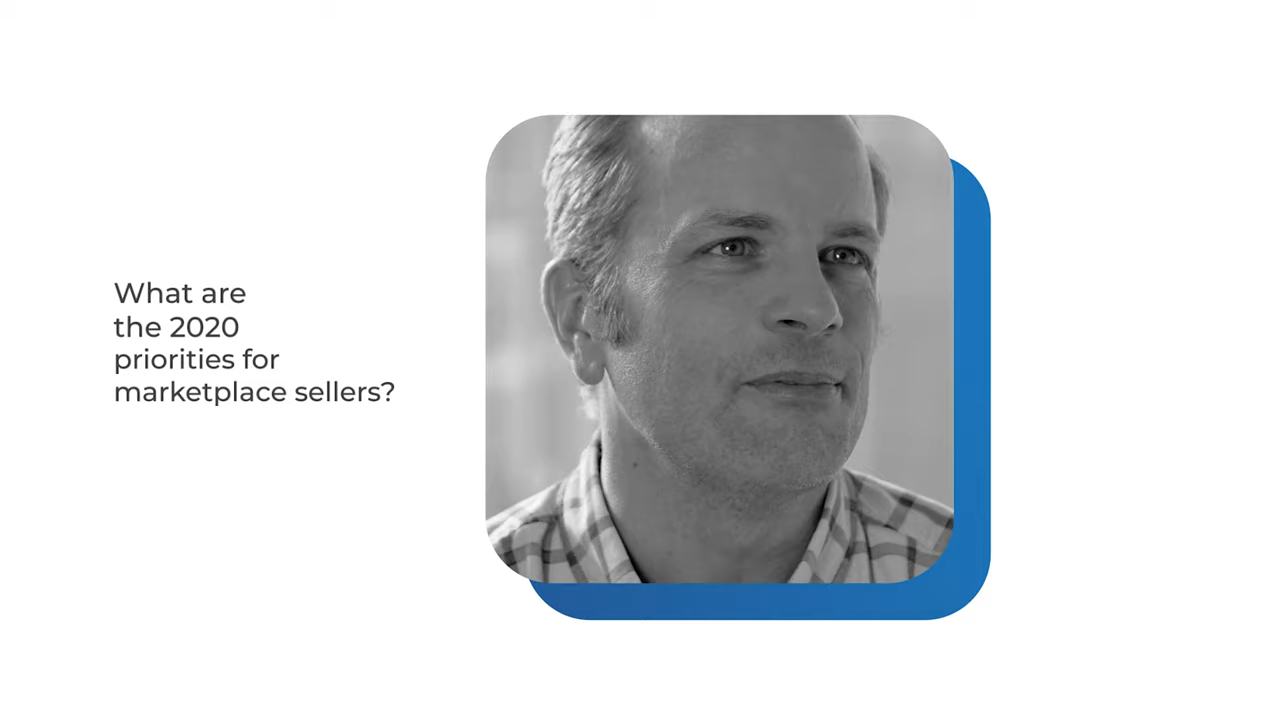 What are
the 2020
priorities for
marketplace sellers?